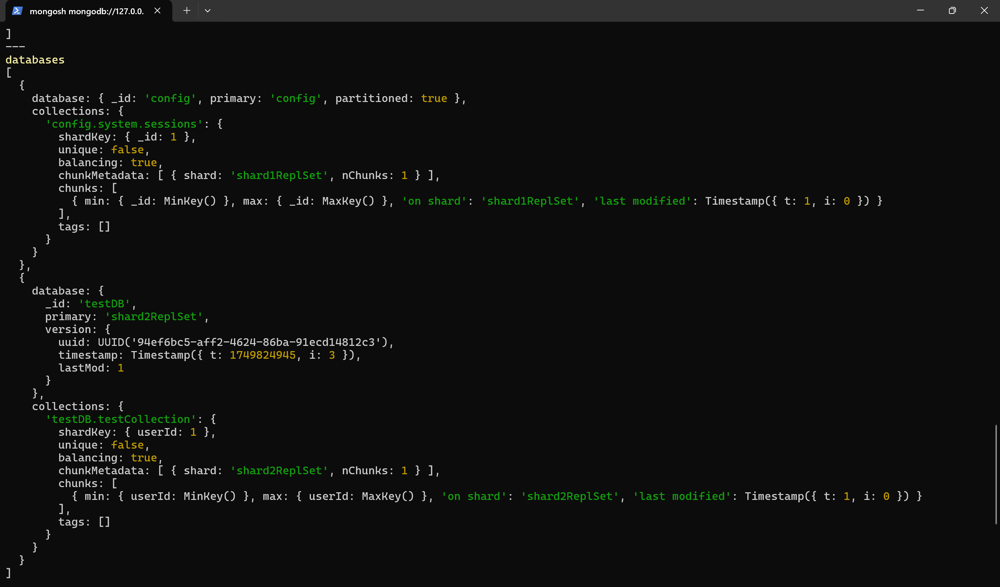 mongosh mongodb://127.0.0.
]
---
databases
[
  {
    database: { _id: 'config', primary: 'config', partitioned: true },
    collections: {
      'config.system.sessions': {
        shardKey: { _id: 1 },
        unique: false,
        balancing: true,
        chunkMetadata: [ { shard: 'shard1ReplSet', nChunks: 1 } ],
        chunks: [
          { min: { _id: MinKey() }, max: { _id: MaxKey() }, 'on shard': 'shard1ReplSet', 'last modified': Timestamp({ t: 1, i: 0 }) }
        ],
        tags: []
      }
    }
  },
  {
    database: {
      _id: 'testDB',
      primary: 'shard2ReplSet',
      version: {
        uuid: UUID('94ef6bc5-aff2-4624-86ba-91ecd14812c3'),
        timestamp: Timestamp({ t: 1749824945, i: 3 }),
        lastMod: 1
      }
    },
    collections: {
      'testDB.testCollection': {
        shardKey: { userId: 1 },
        unique: false,
        balancing: true,
        chunkMetadata: [ { shard: 'shard2ReplSet', nChunks: 1 } ],
        chunks: [
          { min: { userId: MinKey() }, max: { userId: MaxKey() }, 'on shard': 'shard2ReplSet', 'last modified': Timestamp({ t: 1, i: 0 }) }
        ],
        tags: []
      }
    }
  }
]